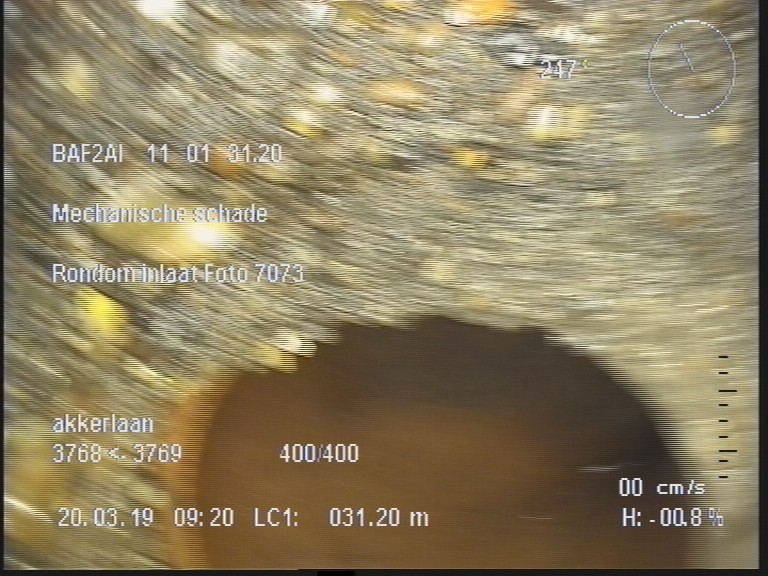 247°
BAF2AI 11 01 31.20
Mechanische schade
Rondom inlaat Foto 7073
akkerlaan
3768 <- 3769 400/400
00 cm/s
20.03.19 09:20 LC1: 031.20 m H: -00.8 %